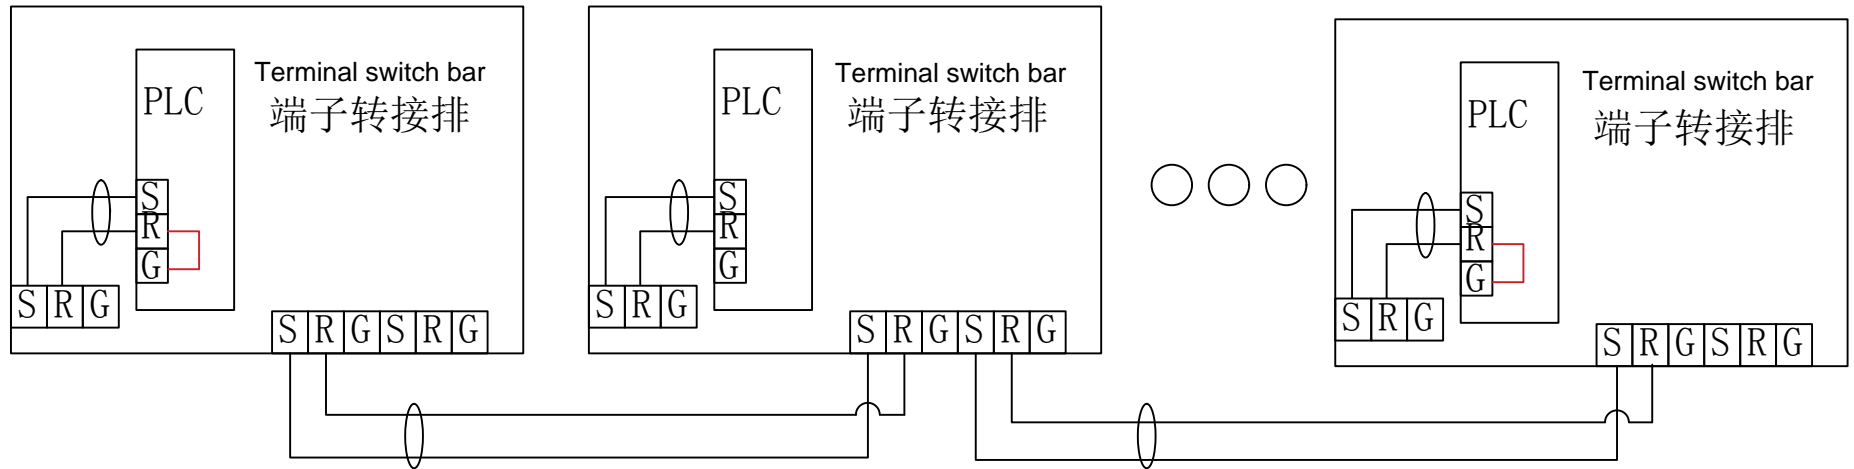 PLC
Terminal switch bar
端子转接排
S
R
G
S R G
S R G S R G
PLC
Terminal switch bar
端子转接排
S
R
G
S R G
S R G S R G
PLC
Terminal switch bar
端子转接排
S
R
G
S R G
S R G S R G